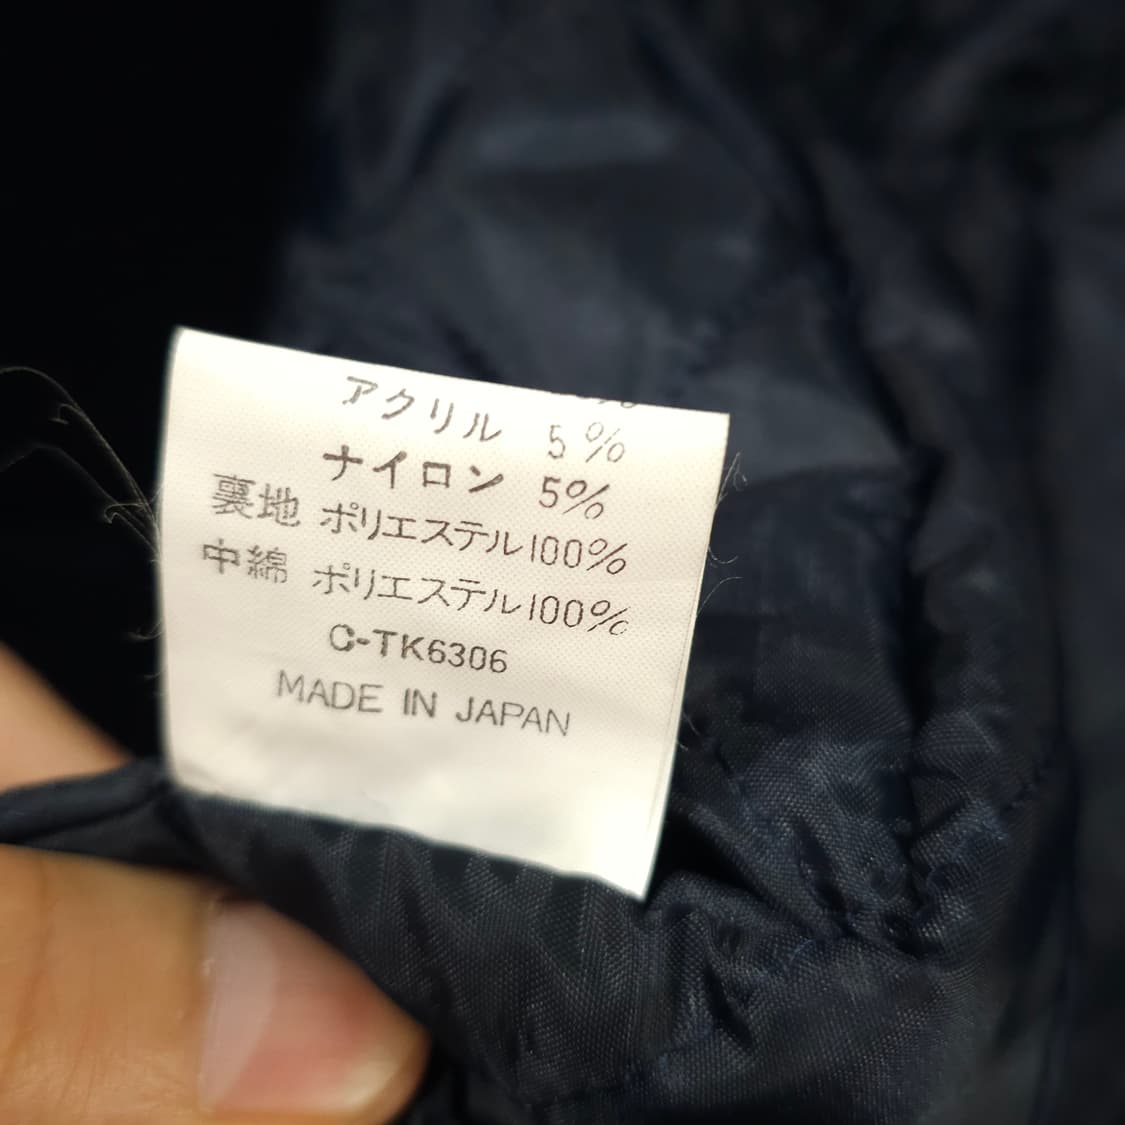 アクリル 5%
ナイロン 5%
裏地 ポリエステル100%
中綿 ポリエステル100%
C-TK6306
MADE IN JAPAN